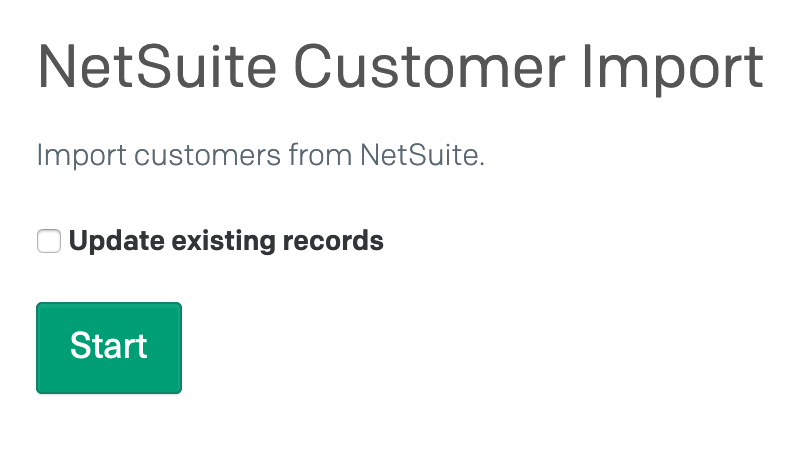 NetSuite Customer Import
Import customers from NetSuite.
Update existing records
Start